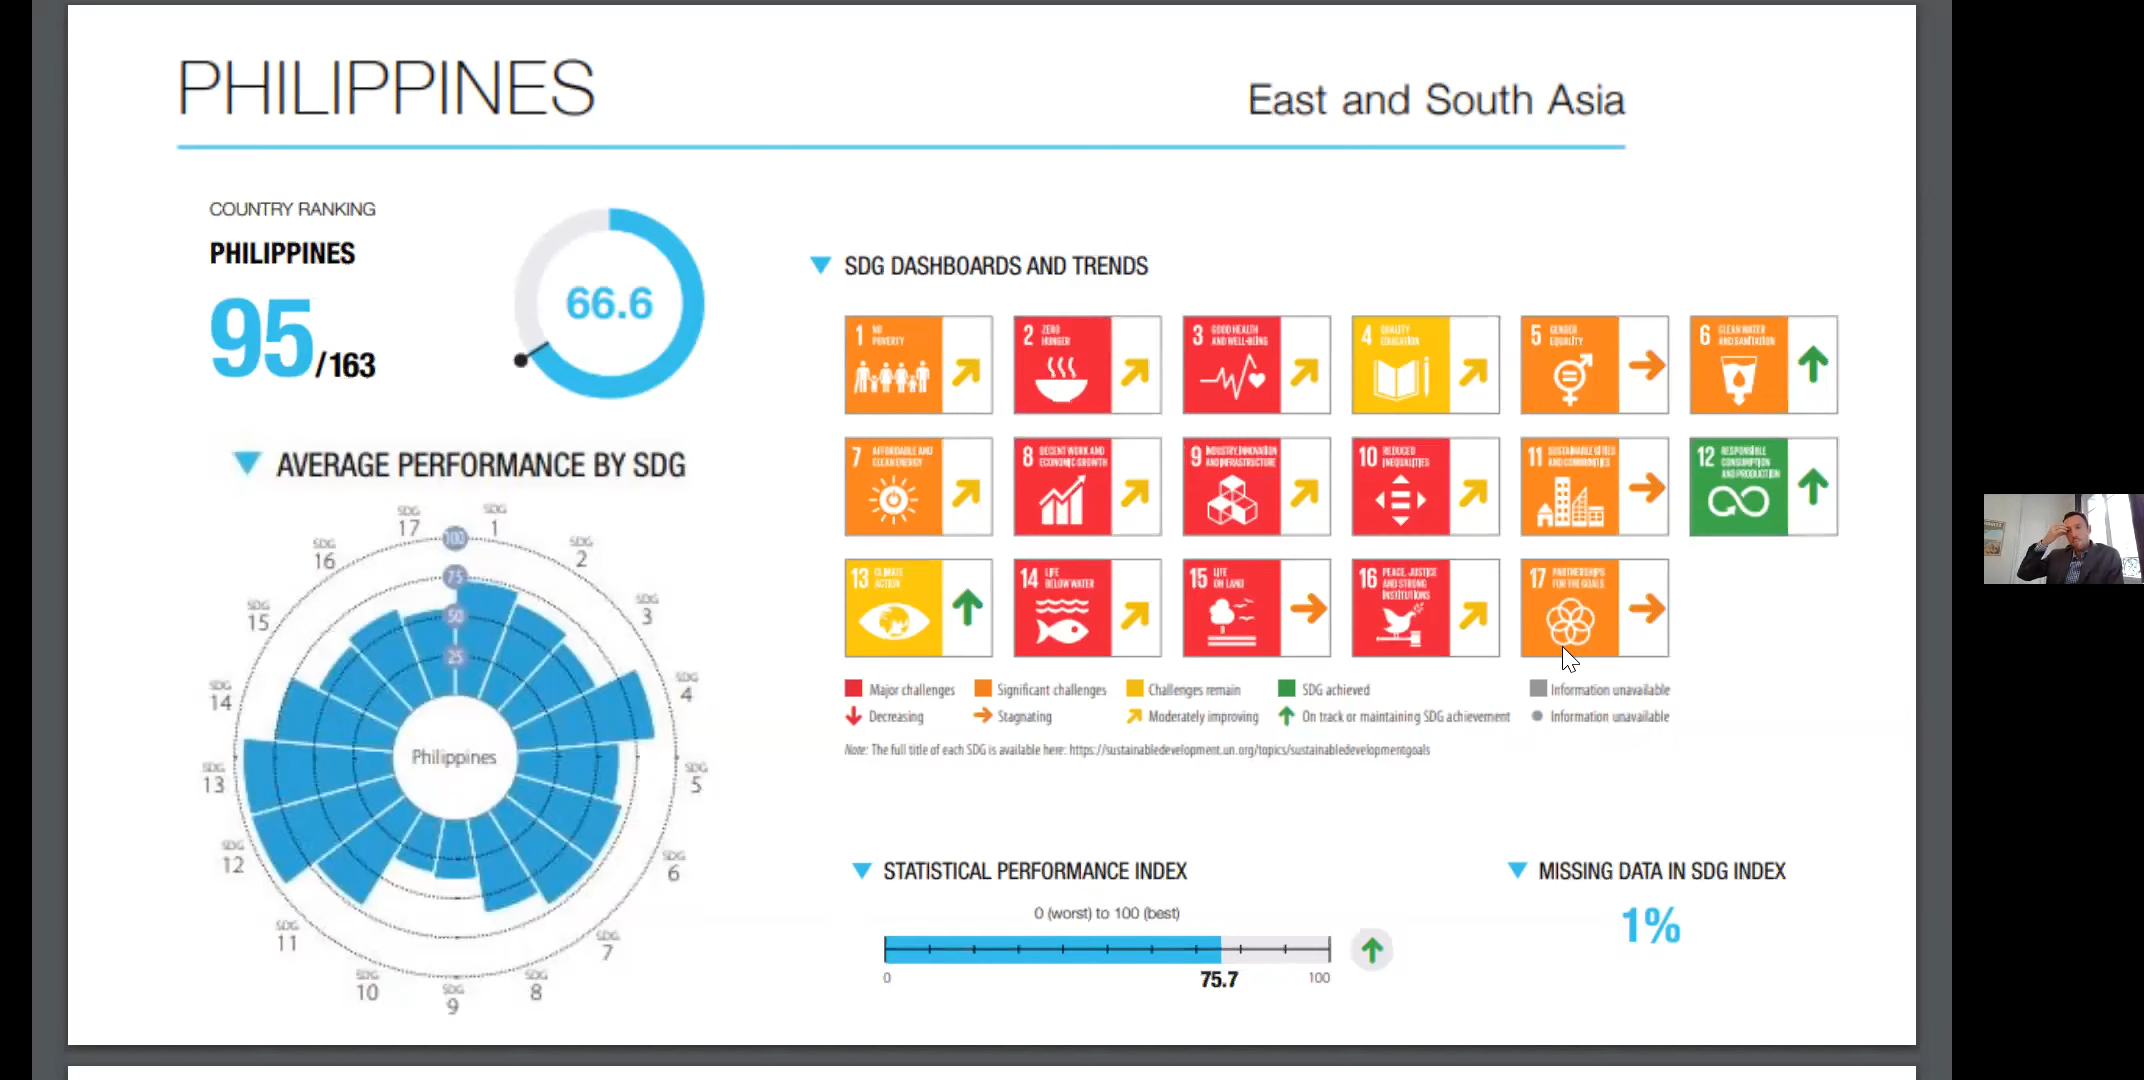 PHILIPPINES
East and South Asia
COUNTRY RANKING
PHILIPPINES
95/163
66.6
AVERAGE PERFORMANCE BY SDG
SDG 1
SDG 2
SDG 3
SDG 4
SDG 5
SDG 6
SDG 7
SDG 8
SDG 9
SDG 10
SDG 11
SDG 12
SDG 13
SDG 14
SDG 15
SDG 16
SDG 17
100
75
50
25
Philippines
SDG DASHBOARDS AND TRENDS
1 NO POVERTY
2 ZERO HUNGER
3 GOOD HEALTH AND WELL-BEING
4 QUALITY EDUCATION
5 GENDER EQUALITY
6 CLEAN WATER AND SANITATION
7 AFFORDABLE AND CLEAN ENERGY
8 DECENT WORK AND ECONOMIC GROWTH
9 INDUSTRY, INNOVATION AND INFRASTRUCTURE
10 REDUCED INEQUALITIES
11 SUSTAINABLE CITIES AND COMMUNITIES
12 RESPONSIBLE CONSUMPTION AND PRODUCTION
13 CLIMATE ACTION
14 LIFE BELOW WATER
15 LIFE ON LAND
16 PEACE, JUSTICE AND STRONG INSTITUTIONS
17 PARTNERSHIPS FOR THE GOALS
Major challenges Significant challenges Challenges remain SDG achieved Information unavailable
Decreasing Stagnating Moderately improving On track or maintaining SDG achievement Information unavailable
Note: The full title of each SDG is available here: https://sustainabledevelopment.un.org/topics/sustainabledevelopmentgoals
STATISTICAL PERFORMANCE INDEX
0 (worst) to 100 (best)
0 75.7 100
MISSING DATA IN SDG INDEX
1%